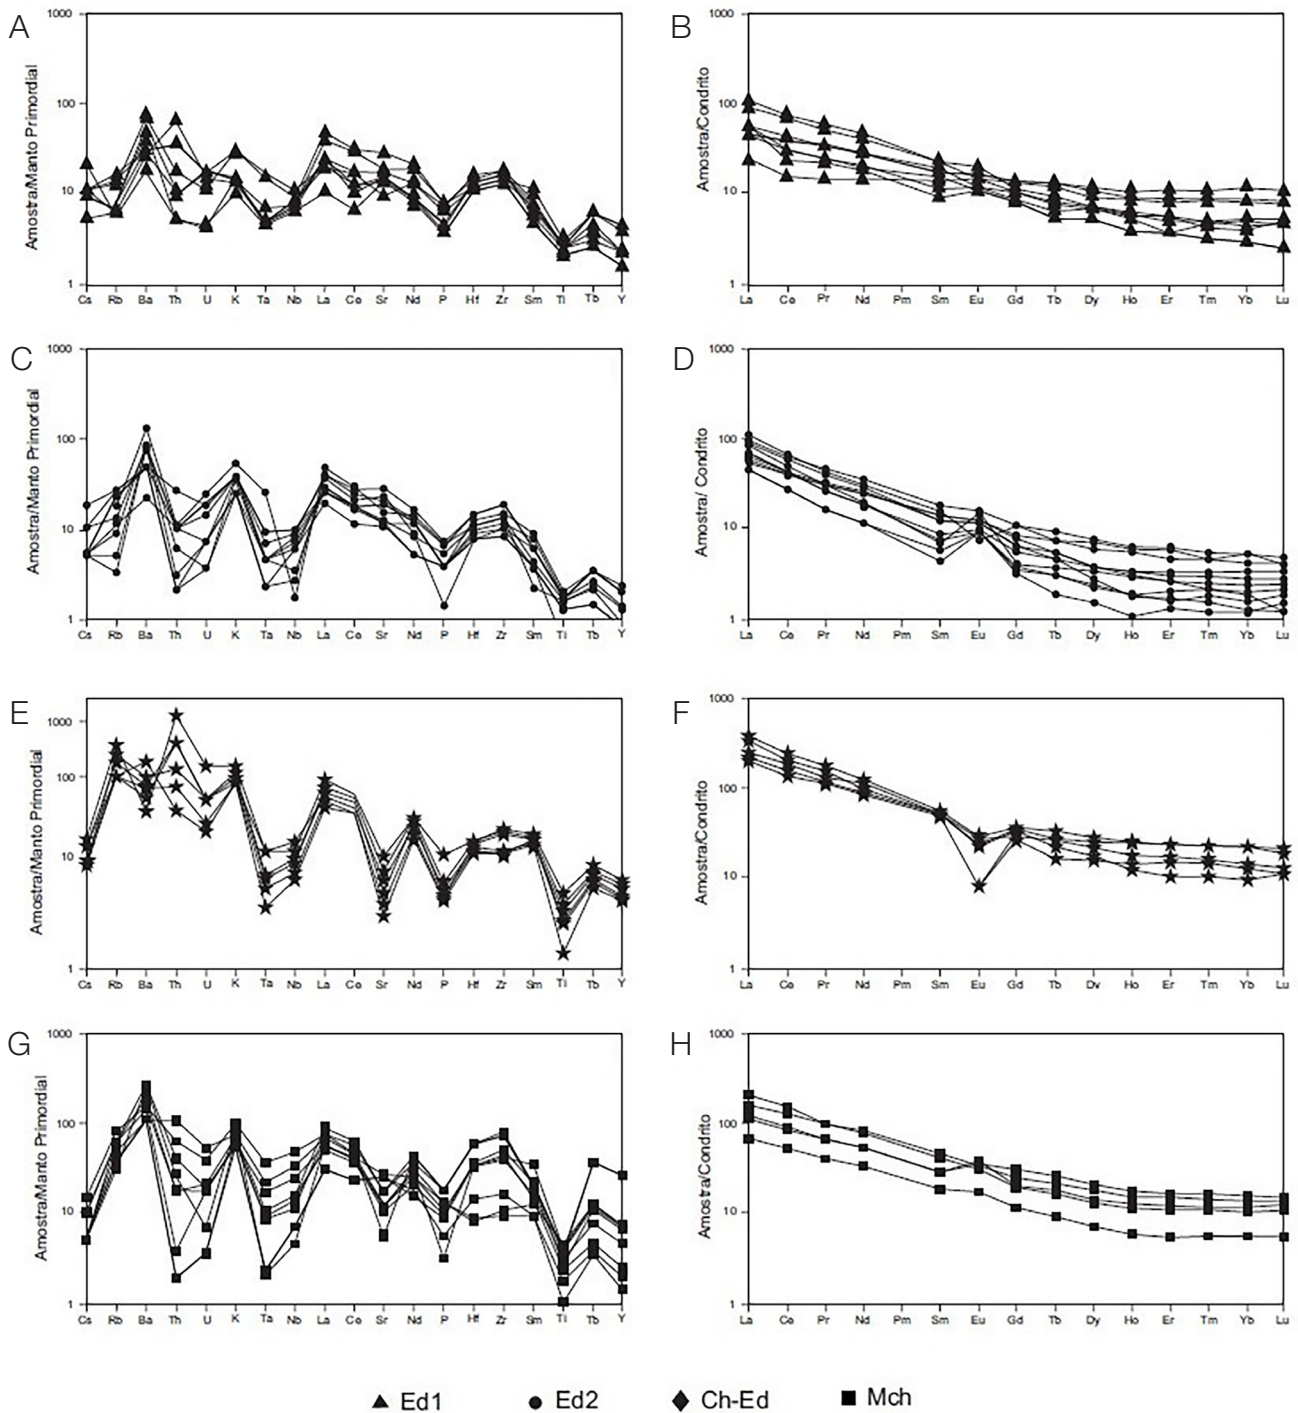 A
Amostra/Manto Primordial
1000
100
10
1
Cs Rb Ba Th U K Ta Nb La Ce Sr Nd P Hf Zr Sm Ti Tb Y
B
Amostra/Condrito
1000
100
10
1
La Ce Pr Nd Pm Sm Eu Gd Tb Dy Ho Er Tm Yb Lu
C
Amostra/Manto Primordial
1000
100
10
1
Cs Rb Ba Th U K Ta Nb La Ce Sr Nd P Hf Zr Sm Ti Tb Y
D
Amostra/ Condrito
1000
100
10
1
La Ce Pr Nd Pm Sm Eu Gd Tb Dy Ho Er Tm Yb Lu
E
Amostra/Manto Primordial
1000
100
10
1
Cs Rb Ba Th U K Ta Nb La Ce Sr Nd P Hf Zr Sm Ti Tb Y
F
Amostra/Condrito
1000
100
10
1
La Ce Pr Nd Pm Sm Eu Gd Tb Dv Ho Er Tm Yb Lu
G
Amostra/Manto Primordial
1000
100
10
1
Cs Rb Ba Th U K Ta Nb La Ce Sr Nd P Hf Zr Sm Ti Tb Y
H
Amostra/Condrito
1000
100
10
1
La Ce Pr Nd Pm Sm Eu Gd Tb Dy Ho Er Tm Yb Lu
Ed1 Ed2 Ch-Ed Mch